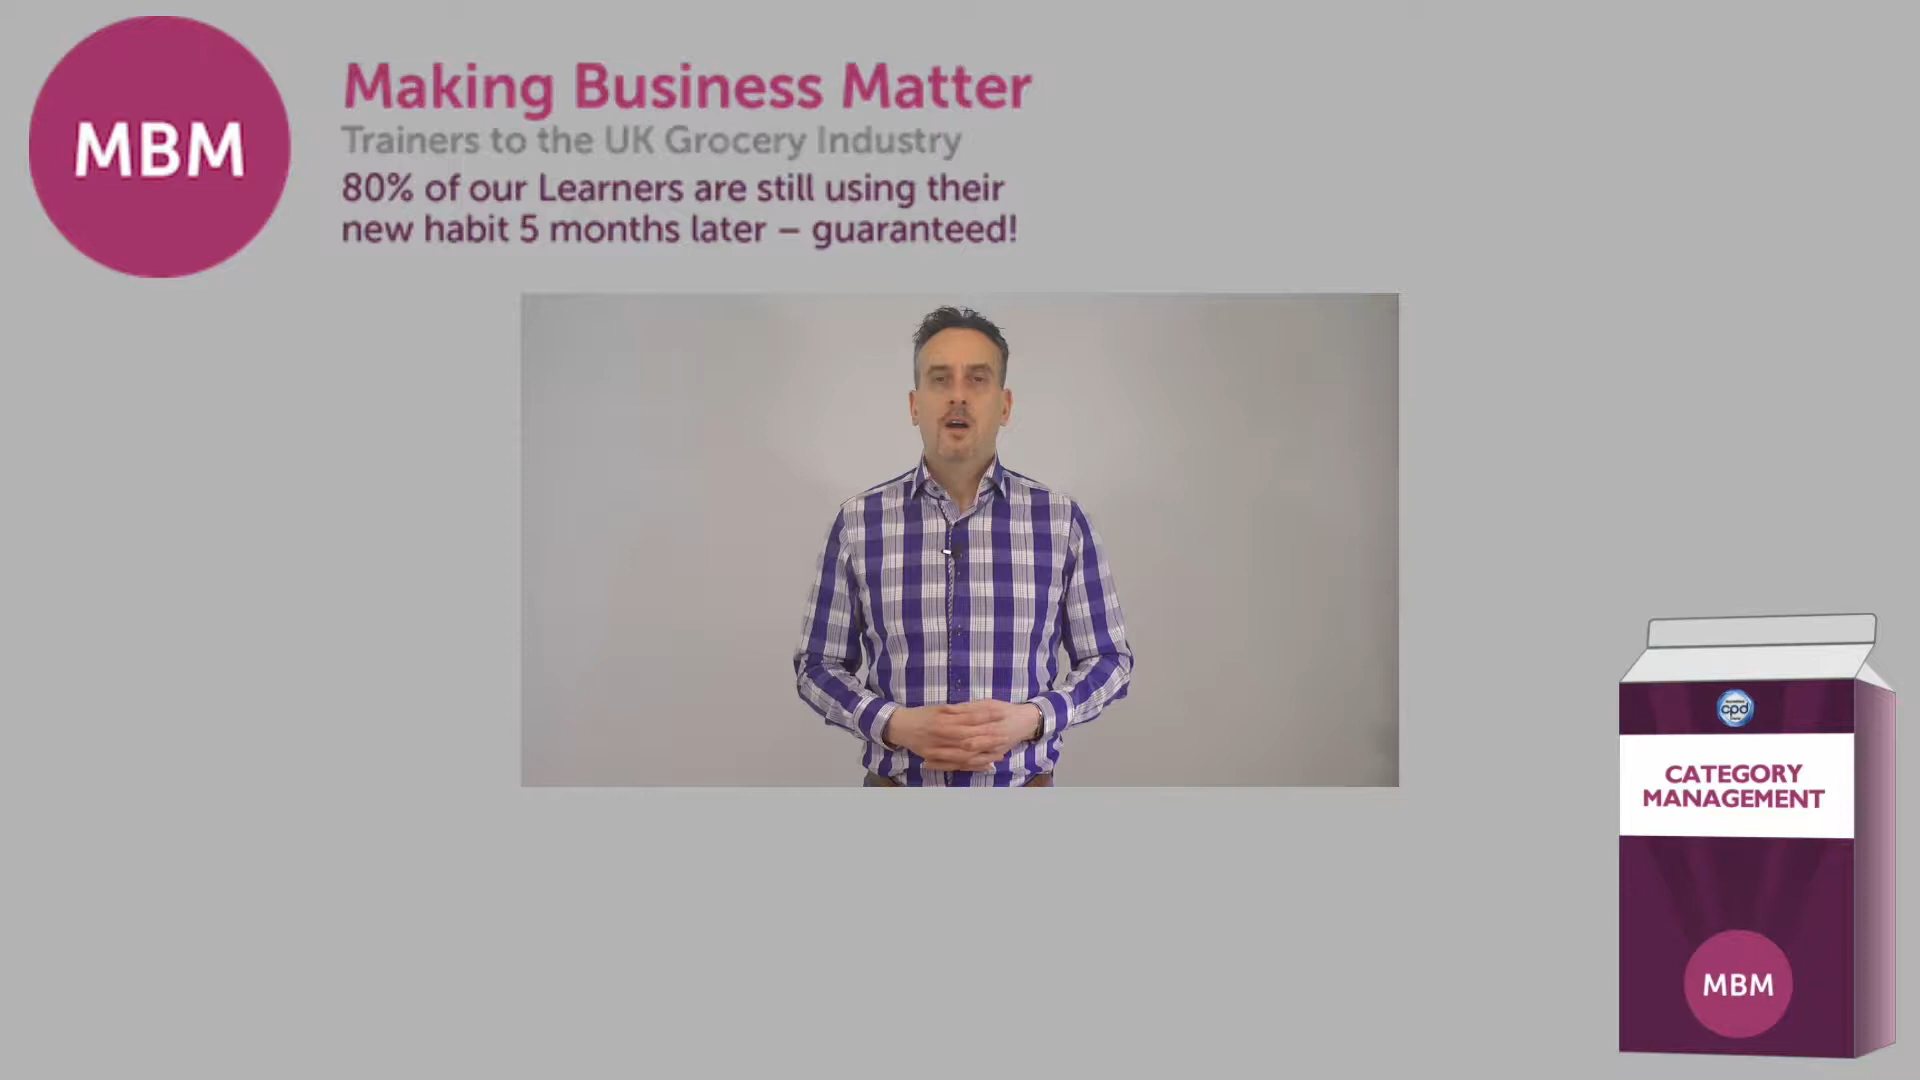 MBM
Making Business Matter
Trainers to the UK Grocery Industry
80% of our Learners are still using their
new habit 5 months later – guaranteed!
cpd
CATEGORY
MANAGEMENT
MBM